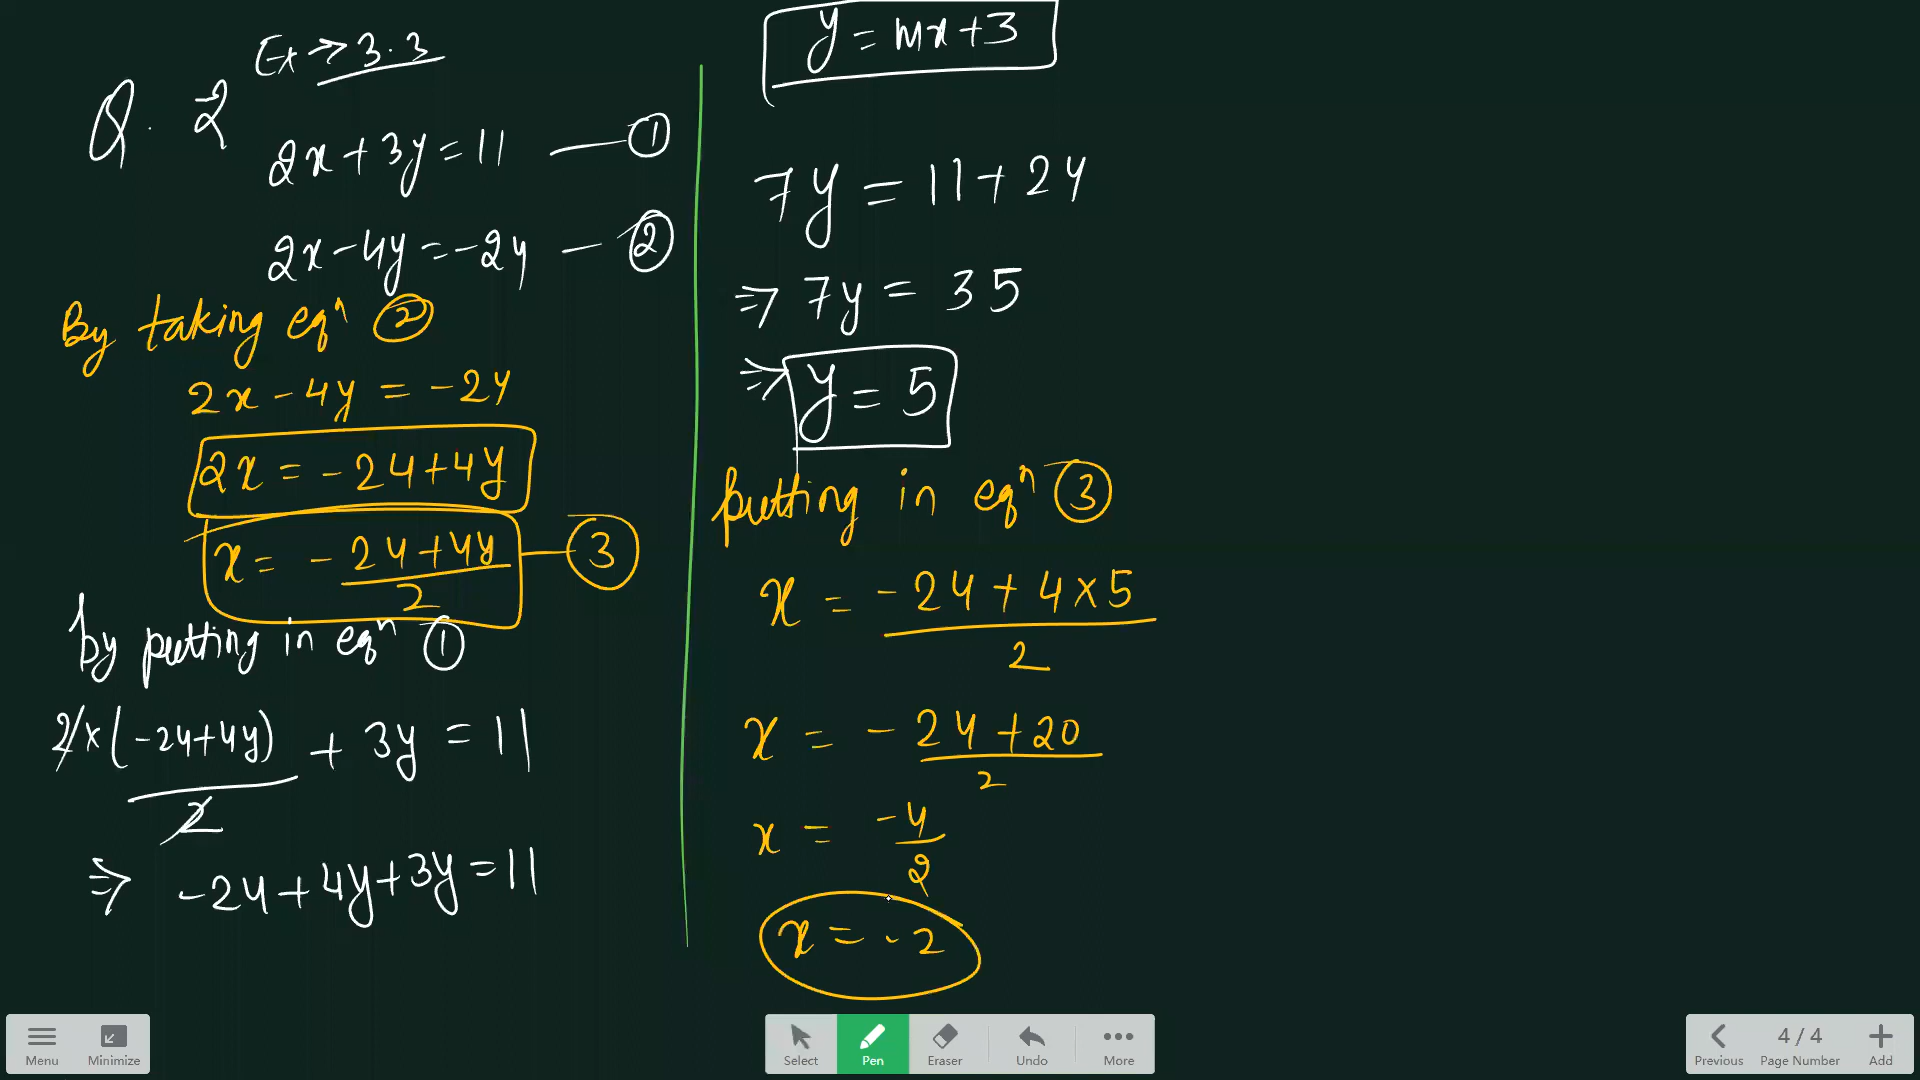 Ex → 3.3
Q. 2
2x + 3y = 11 — ①
2x - 4y = -24 — ②
By taking eqⁿ ②
2x - 4y = -24
2x = -24 + 4y
x = -24 + 4y / 2 — ③
by putting in eqⁿ ①
2 × (-24 + 4y) / 2 + 3y = 11
⇒ -24 + 4y + 3y = 11
y = mx + 3
7y = 11 + 24
⇒ 7y = 35
⇒ y = 5
putting in eqⁿ ③
x = -24 + 4 × 5 / 2
x = -24 + 20 / 2
x = -4 / 2
x = -2
Menu
Minimize
Select
Pen
Eraser
Undo
More
Previous
4 / 4
Page Number
Add